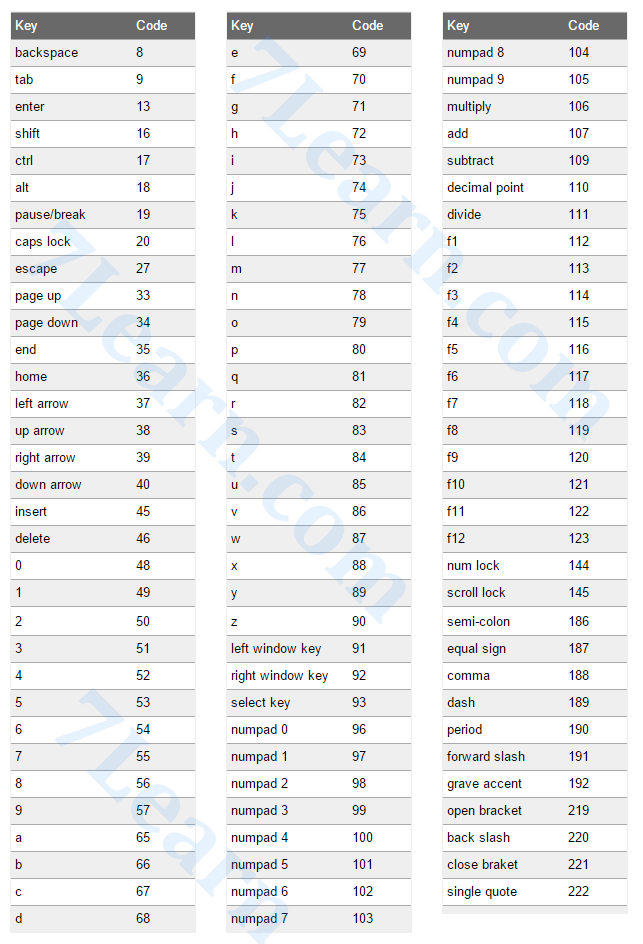 Key Code
backspace 8
tab 9
enter 13
shift 16
ctrl 17
alt 18
pause/break 19
caps lock 20
escape 27
page up 33
page down 34
end 35
home 36
left arrow 37
up arrow 38
right arrow 39
down arrow 40
insert 45
delete 46
0 48
1 49
2 50
3 51
4 52
5 53
6 54
7 55
8 56
9 57
a 65
b 66
c 67
d 68
Key Code
e 69
f 70
g 71
h 72
i 73
j 74
k 75
l 76
m 77
n 78
o 79
p 80
q 81
r 82
s 83
t 84
u 85
v 86
w 87
x 88
y 89
z 90
left window key 91
right window key 92
select key 93
numpad 0 96
numpad 1 97
numpad 2 98
numpad 3 99
numpad 4 100
numpad 5 101
numpad 6 102
numpad 7 103
Key Code
numpad 8 104
numpad 9 105
multiply 106
add 107
subtract 109
decimal point 110
divide 111
f1 112
f2 113
f3 114
f4 115
f5 116
f6 117
f7 118
f8 119
f9 120
f10 121
f11 122
f12 123
num lock 144
scroll lock 145
semi-colon 186
equal sign 187
comma 188
dash 189
period 190
forward slash 191
grave accent 192
open bracket 219
back slash 220
close braket 221
single quote 222
7Learn.com
7Learn.com
7Learn